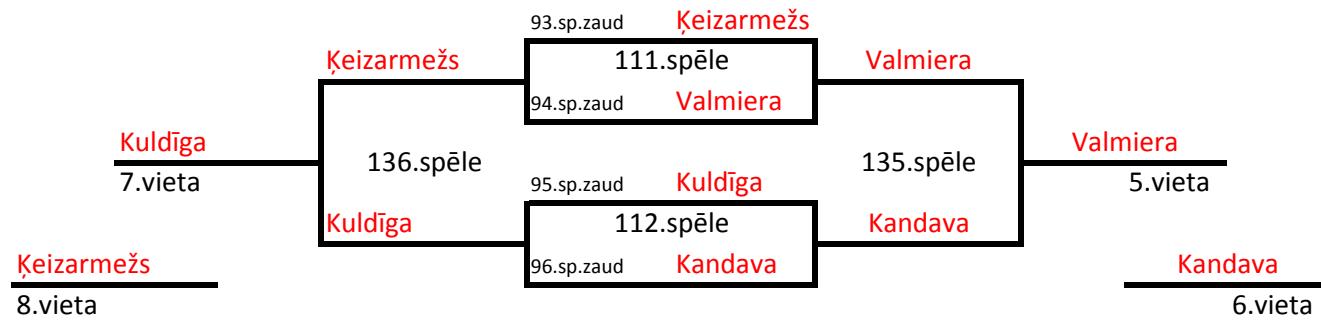 93.sp.zaud Ķeizarmežs
Ķeizarmežs 111.spēle Valmiera
94.sp.zaud Valmiera
Kuldīga 136.spēle 135.spēle Valmiera
7.vieta 95.sp.zaud Kuldīga 5.vieta
Kuldīga 112.spēle Kandava
Ķeizarmežs 96.sp.zaud Kandava Kandava
8.vieta 6.vieta